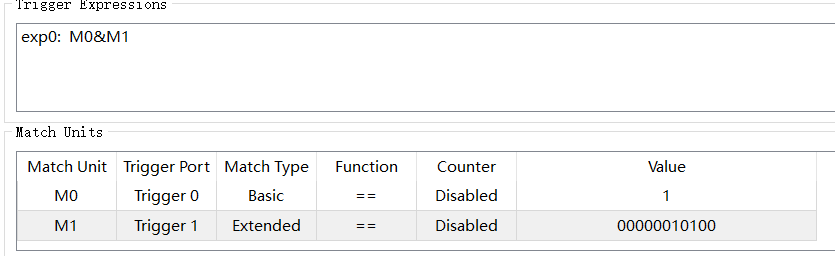 Trigger Expressions
exp0: M0&M1
Match Units
Match Unit Trigger Port Match Type Function Counter Value
M0 Trigger 0 Basic == Disabled 1
M1 Trigger 1 Extended == Disabled 00000010100